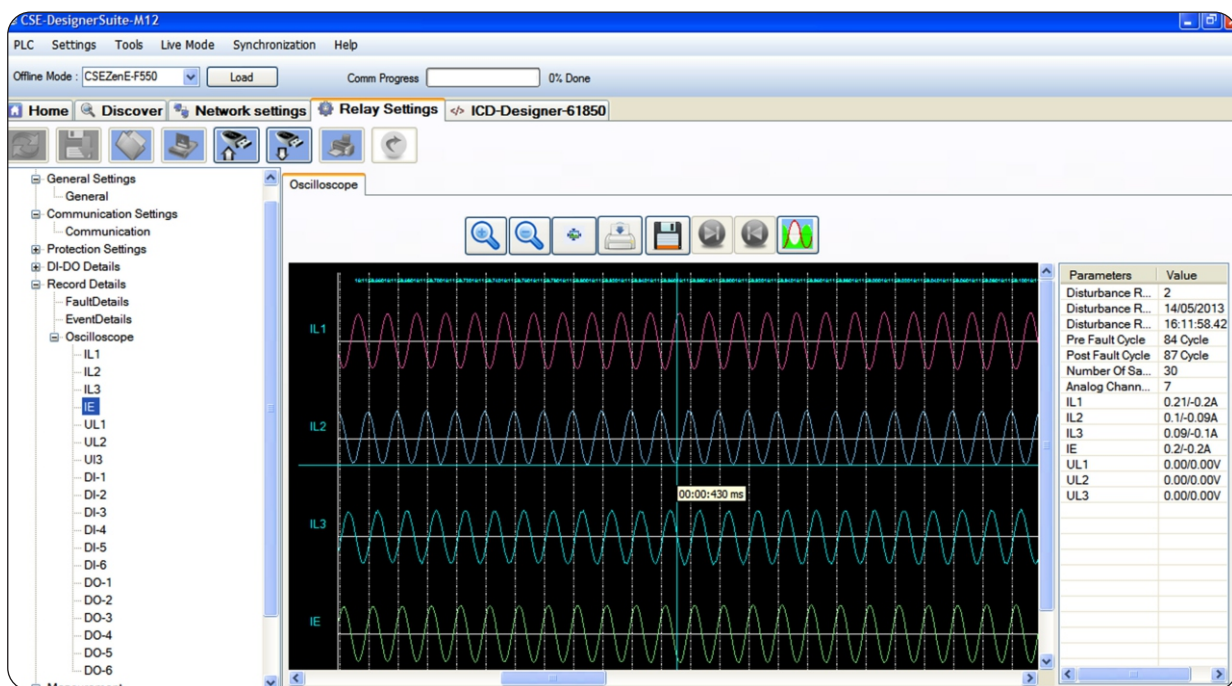 CSE-DesignerSuite-M12
PLC Settings Tools Live Mode Synchronization Help
Offline Mode : CSEZenE-F550 Load Comm Progress 0% Done
Home Discover Network settings Relay Settings ICD-Designer-61850
General Settings
General
Communication Settings
Communication
Protection Settings
DI-DO Details
Record Details
FaultDetails
EventDetails
Oscilloscope
IL1
IL2
IL3
IE
UL1
UL2
Ul3
DI-1
DI-2
DI-3
DI-4
DI-5
DI-6
DO-1
DO-2
DO-3
DO-4
DO-5
DO-6
Oscilloscope
IL1
IL2
00:00:430 ms
IL3
IE
Parameters Value
Disturbance R... 2
Disturbance R... 14/05/2013
Disturbance R... 16:11:58.42
Pre Fault Cycle 84 Cycle
Post Fault Cycle 87 Cycle
Number Of Sa... 30
Analog Chann... 7
IL1 0.21/-0.2A
IL2 0.1/-0.09A
IL3 0.09/-0.1A
IE 0.2/-0.2A
UL1 0.00/0.00V
UL2 0.00/0.00V
UL3 0.00/0.00V